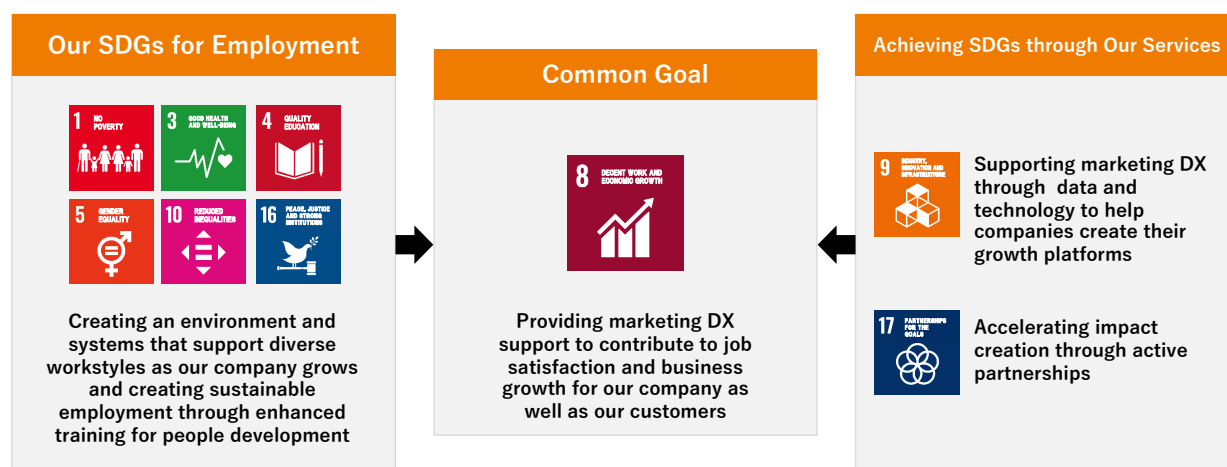 Our SDGs for Employment
1 NO
POVERTY
3 GOOD HEALTH
AND WELL-BEING
4 QUALITY
EDUCATION
5 GENDER
EQUALITY
10 REDUCED
INEQUALITIES
16 PEACE, JUSTICE
AND STRONG
INSTITUTIONS
Creating an environment and
systems that support diverse
workstyles as our company grows
and creating sustainable
employment through enhanced
training for people development
Common Goal
8 DECENT WORK AND
ECONOMIC GROWTH
Providing marketing DX
support to contribute to job
satisfaction and business
growth for our company as
well as our customers
Achieving SDGs through Our Services
9 INDUSTRY,
INNOVATION AND
INFRASTRUCTURE
Supporting marketing DX
through data and
technology to help
companies create their
growth platforms
17 PARTNERSHIPS
FOR THE
GOALS
Accelerating impact
creation through active
partnerships